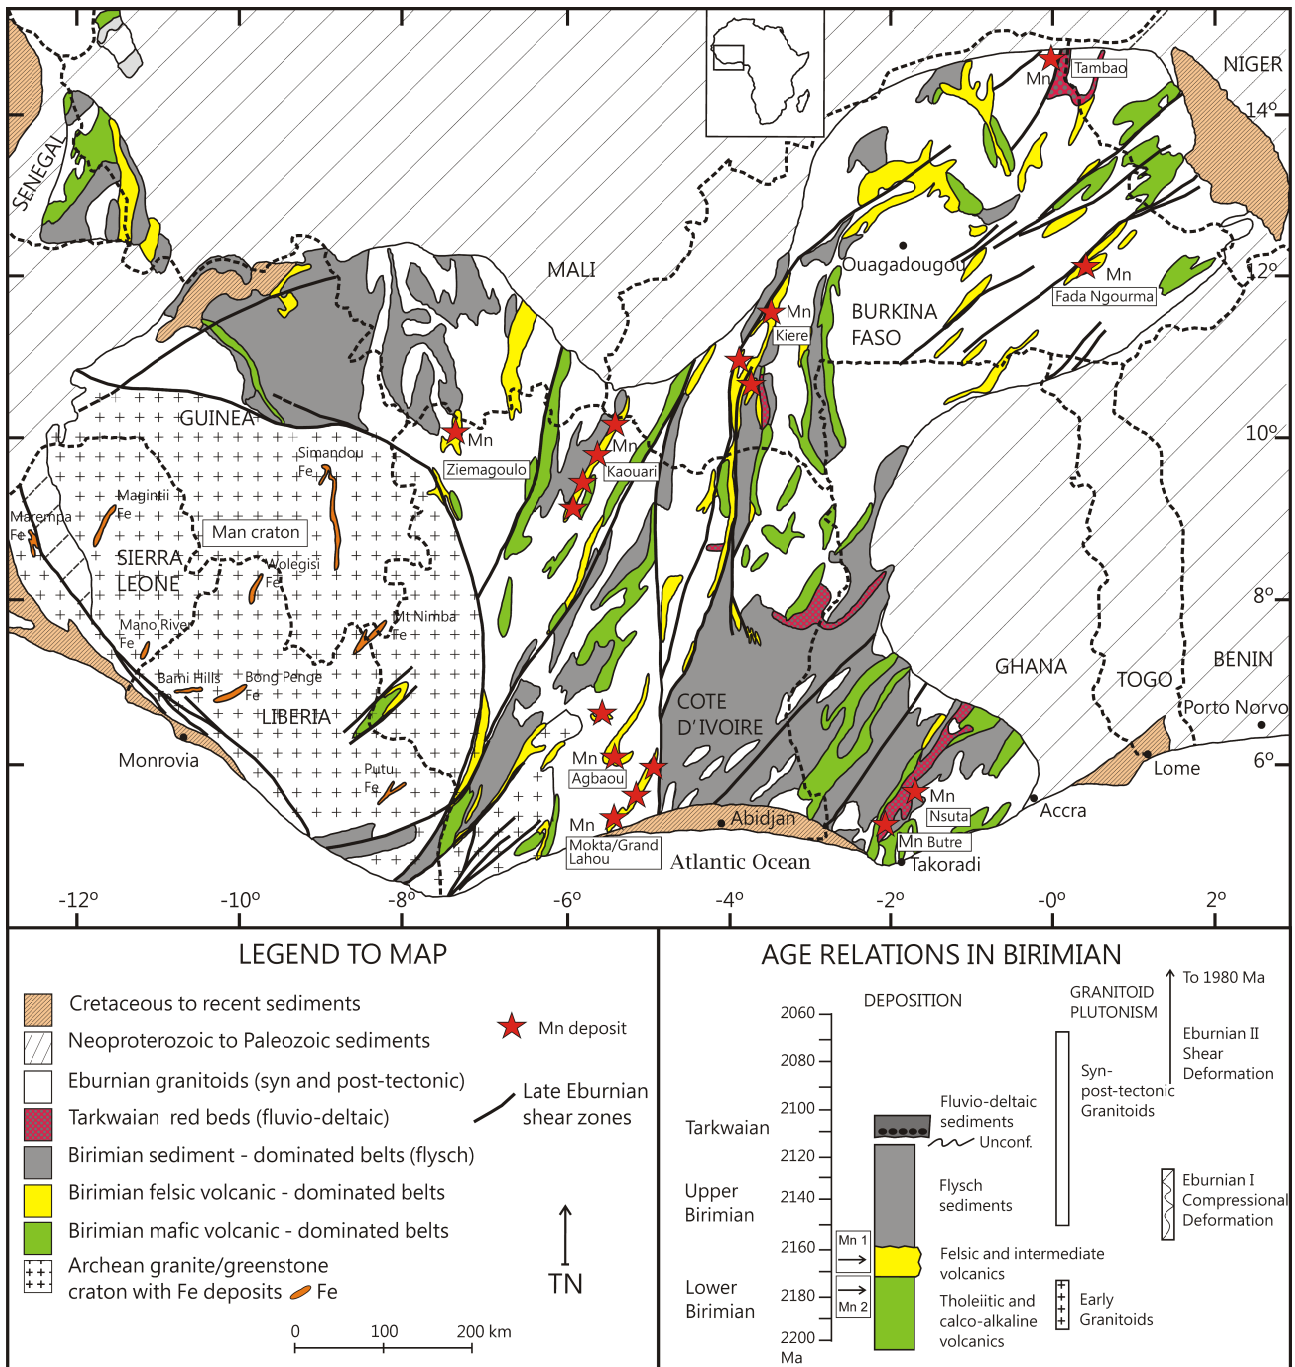 NIGER
Tambao
Mn
14º
SENEGAL
MALI
Ouagadougou
12º
Mn
Fada Ngourma
BURKINA
FASO
Mn
Kiere
GUINEA
Mn
Ziemagoulo
Mn
Kaouari
10º
Simandou
Fe
Magintii
Fe
Marempa
Fe
Man craton
SIERRA
LEONE
Wolegisi
Fe
8º
Mano River
Fe
Mt Nimba
Fe
Bami Hills
Fe
Bong Penge
Fe
LIBERIA
Monrovia
Putu
Fe
COTE
D'IVOIRE
GHANA
TOGO
BENIN
Porto Norvo
6º
Lome
Accra
Mn
Agbaou
Mn
Mokta/Grand
Lahou
Abidjan
Mn
Nsuta
Mn Butre
Takoradi
Atlantic Ocean
-12º
-10º
-8º
-6º
-4º
-2º
-0º
2º
LEGEND TO MAP
Cretaceous to recent sediments
Neoproterozoic to Paleozoic sediments
Eburnian granitoids (syn and post-tectonic)
Tarkwaian red beds (fluvio-deltaic)
Birimian sediment - dominated belts (flysch)
Birimian felsic volcanic - dominated belts
Birimian mafic volcanic - dominated belts
Archean granite/greenstone
craton with Fe deposits Fe
Mn deposit
Late Eburnian
shear zones
TN
0 100 200 km
AGE RELATIONS IN BIRIMIAN
DEPOSITION
GRANITOID
PLUTONISM
To 1980 Ma
2060
2080
2100
2120
2140
2160
2180
2200
Ma
Tarkwaian
Upper
Birimian
Lower
Birimian
Mn 1
Mn 2
Fluvio-deltaic
sediments
Unconf.
Flysch
sediments
Felsic and intermediate
volcanics
Tholeiitic and
calco-alkaline
volcanics
Syn-
post-tectonic
Granitoids
Early
Granitoids
Eburnian II
Shear
Deformation
Eburnian I
Compressional
Deformation